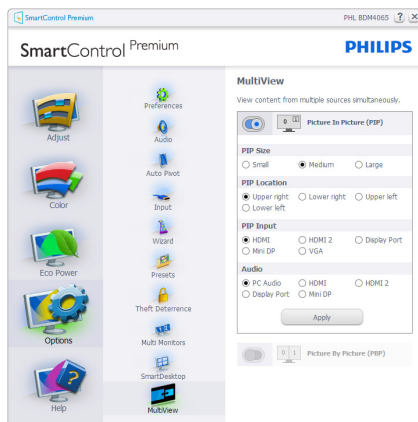 SmartControl Premium
PHL BDM4065 ? X
SmartControl Premium
PHILIPS
Adjust
Color
Eco Power
Options
Help
Preferences
Audio
Auto Pivot
Input
Wizard
Presets
Theft Deterrence
Multi Monitors
SmartDesktop
MultiView
MultiView
View content from multiple sources simultaneously.
0 1 Picture In Picture (PIP)
PIP Size
Small Medium Large
PIP Location
Upper right Lower right Upper left
Lower left
PIP Input
HDMI HDMI 2 Display Port
Mini DP VGA
Audio
PC Audio HDMI HDMI 2
Display Port Mini DP
Apply
0 1 Picture By Picture (PBP)